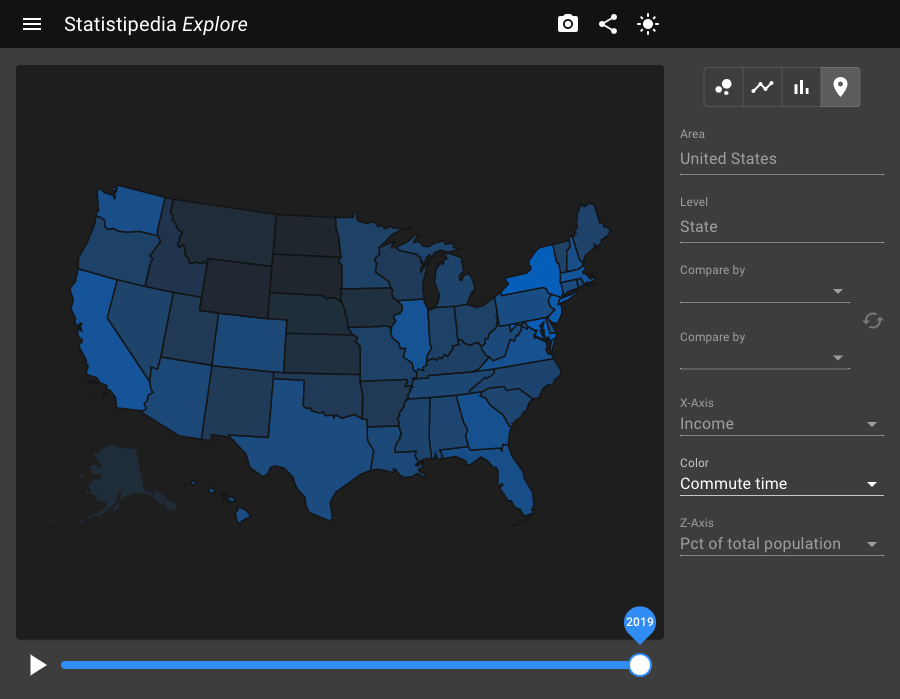 Statistipedia Explore
Area
United States
Level
State
Compare by
Compare by
X-Axis
Income
Color
Commute time
Z-Axis
Pct of total population
2019